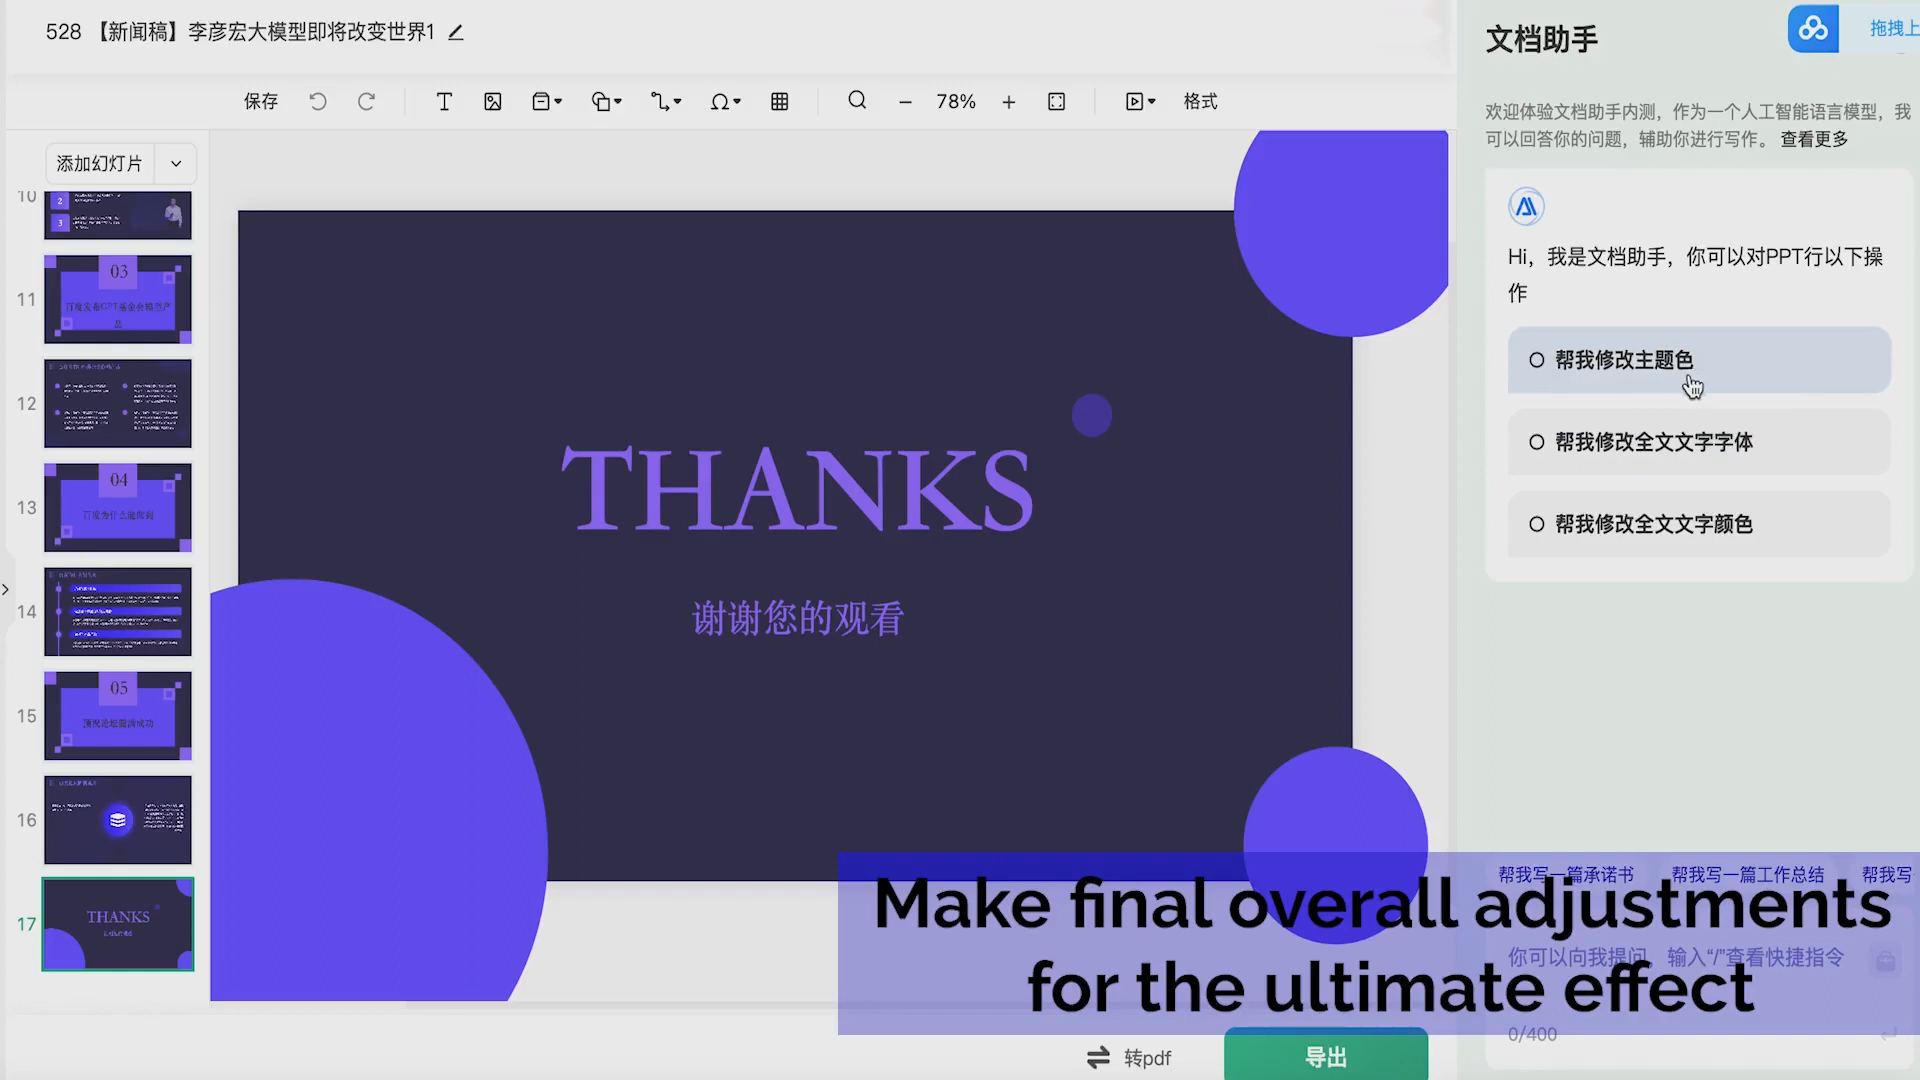 528 【新闻稿】李彦宏大模型即将改变世界1
保存
78%
格式
添加幻灯片
10
2
3
11
03
12
13
04
百度为什么能做到
14
15
05
16
17
THANKS
THANKS
谢谢您的观看
转pdf
导出
文档助手
拖拽上
欢迎体验文档助手内测，作为一个人工智能语言模型，我
可以回答你的问题，辅助你进行写作。 查看更多
Hi，我是文档助手，你可以对PPT行以下操
作
帮我修改主题色
帮我修改全文文字字体
帮我修改全文文字颜色
帮我写一篇承诺书
帮我写一篇工作总结
帮我写
你可以向我提问，输入“/”查看快捷指令
0/400
Make final overall adjustments
for the ultimate effect